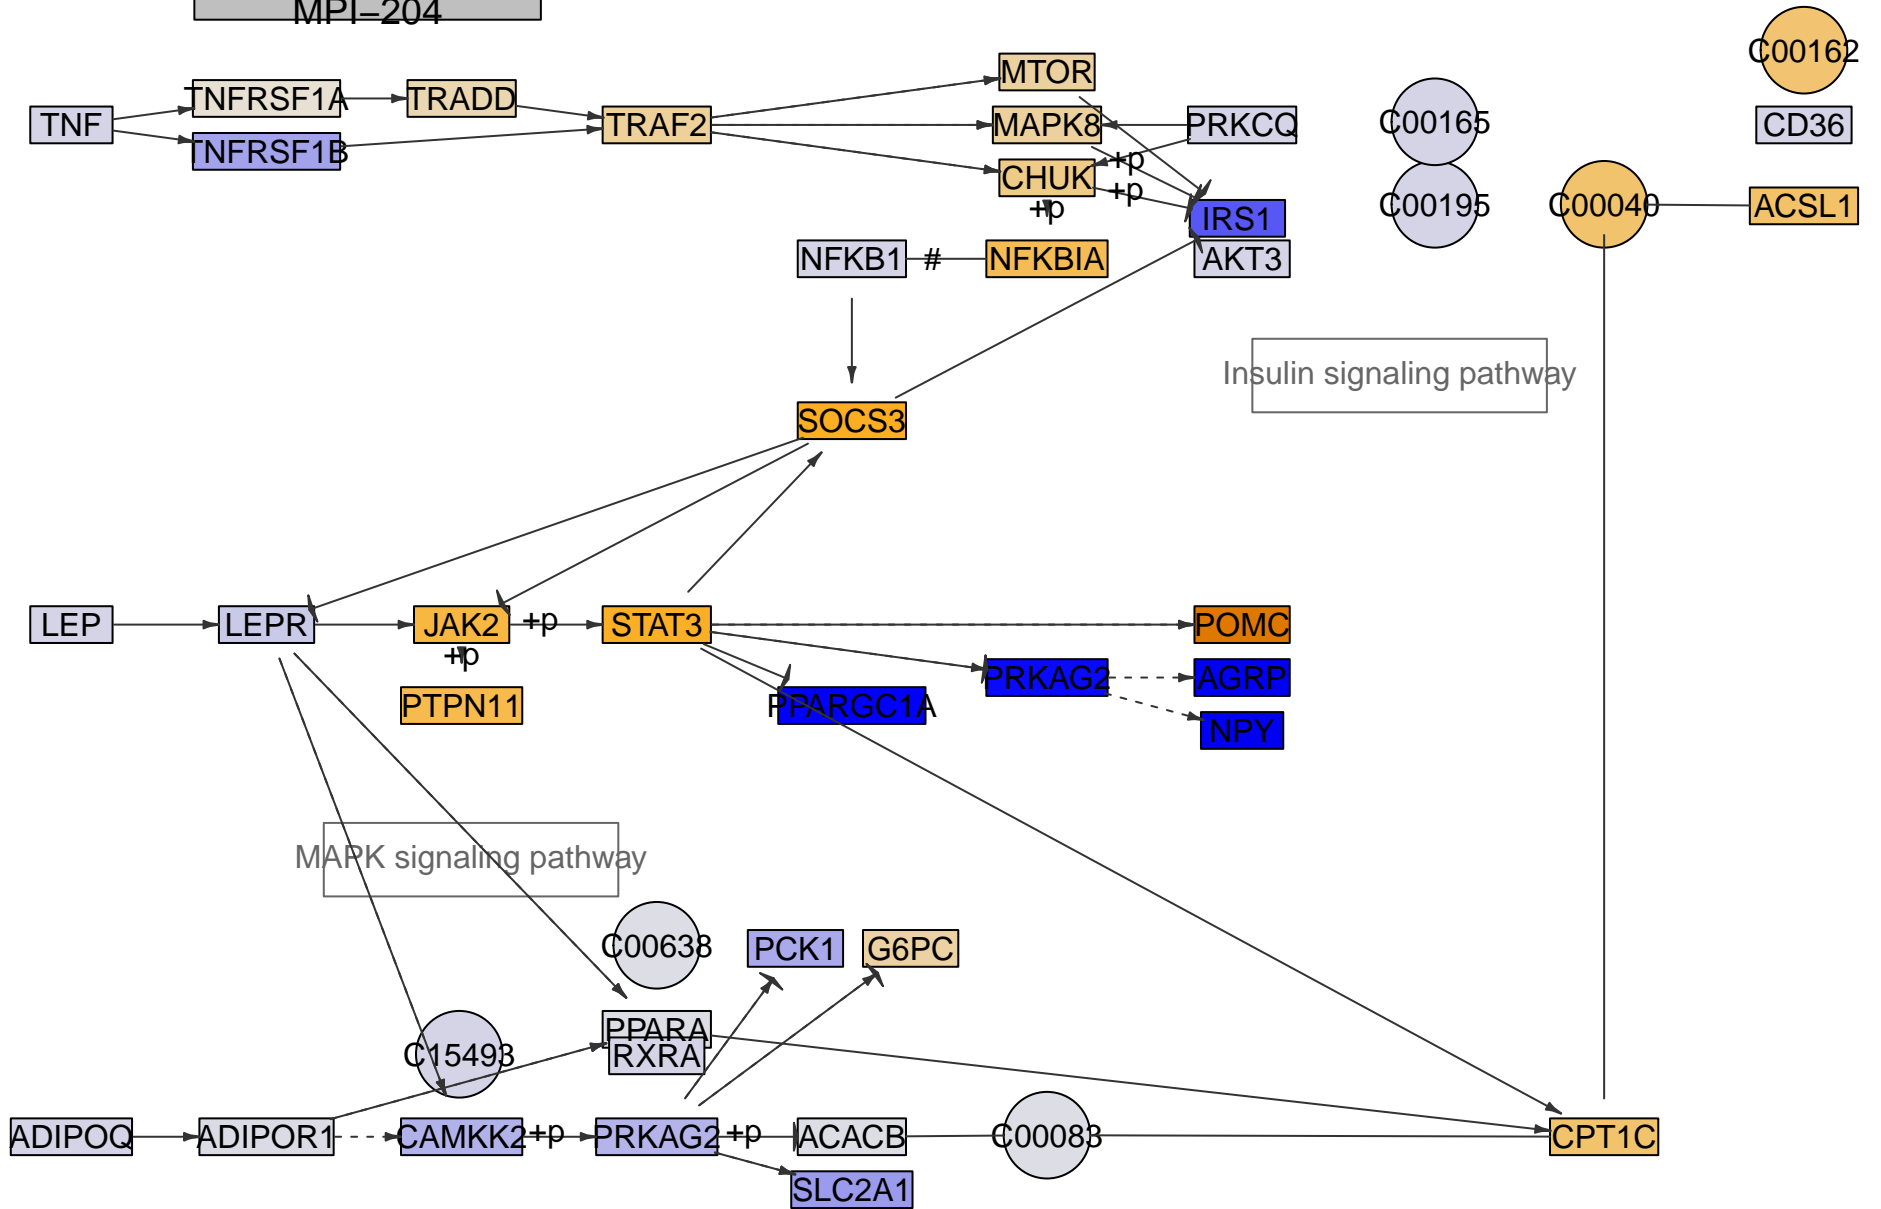 MPI–204
C00162
TNF
TNFRSF1A
TRADD
TNFRSF1B
TRAF2
MTOR
MAPK8
PRKCQ
+p
CHUK
+p
+p
IRS1
C00165
CD36
C00195
C00040
ACSL1
NFKB1
#
NFKBIA
AKT3
Insulin signaling pathway
SOCS3
LEP
LEPR
JAK2
+p
STAT3
POMC
+p
PTPN11
PPARGC1A
PRKAG2
AGRP
NPY
MAPK signaling pathway
C00638
PCK1
G6PC
C15493
PPARA
RXRA
ADIPOQ
ADIPOR1
CAMKK2
+p
PRKAG2
+p
ACACB
C00083
CPT1C
SLC2A1